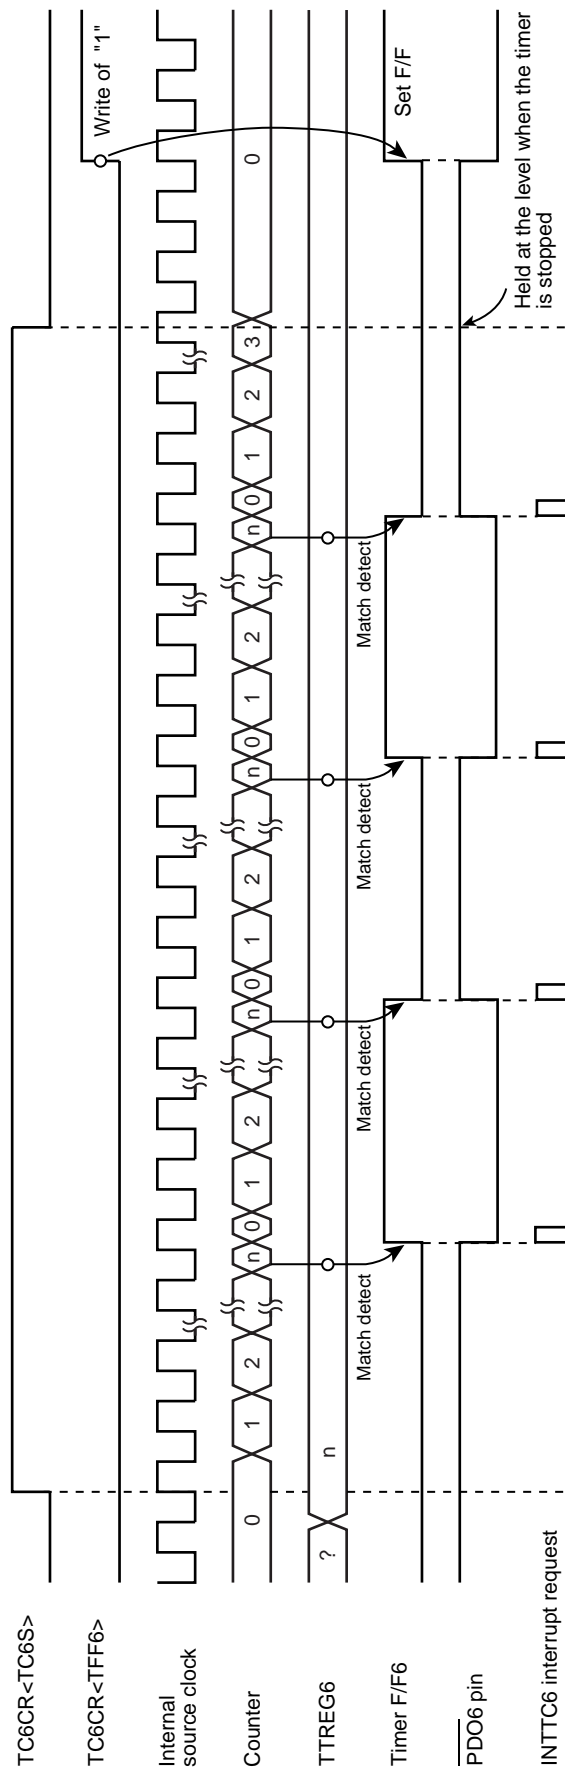 TC6CR<TC6S>
TC6CR<TFF6>
Write of "1"
Internal
source clock
Counter
0 1 2 n 0 1 2 n 0 1 2 n 0 1 2 n 0 1 2 3 0
TTREG6
? n
Match detect Match detect Match detect Match detect
Timer F/F6
Set F/F
PDO6 pin
Held at the level when the timer
is stopped
INTTC6 interrupt request